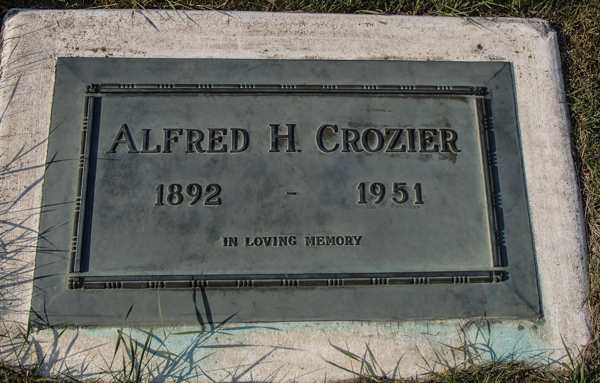 ALFRED H. CROZIER
1892 - 1951
IN LOVING MEMORY